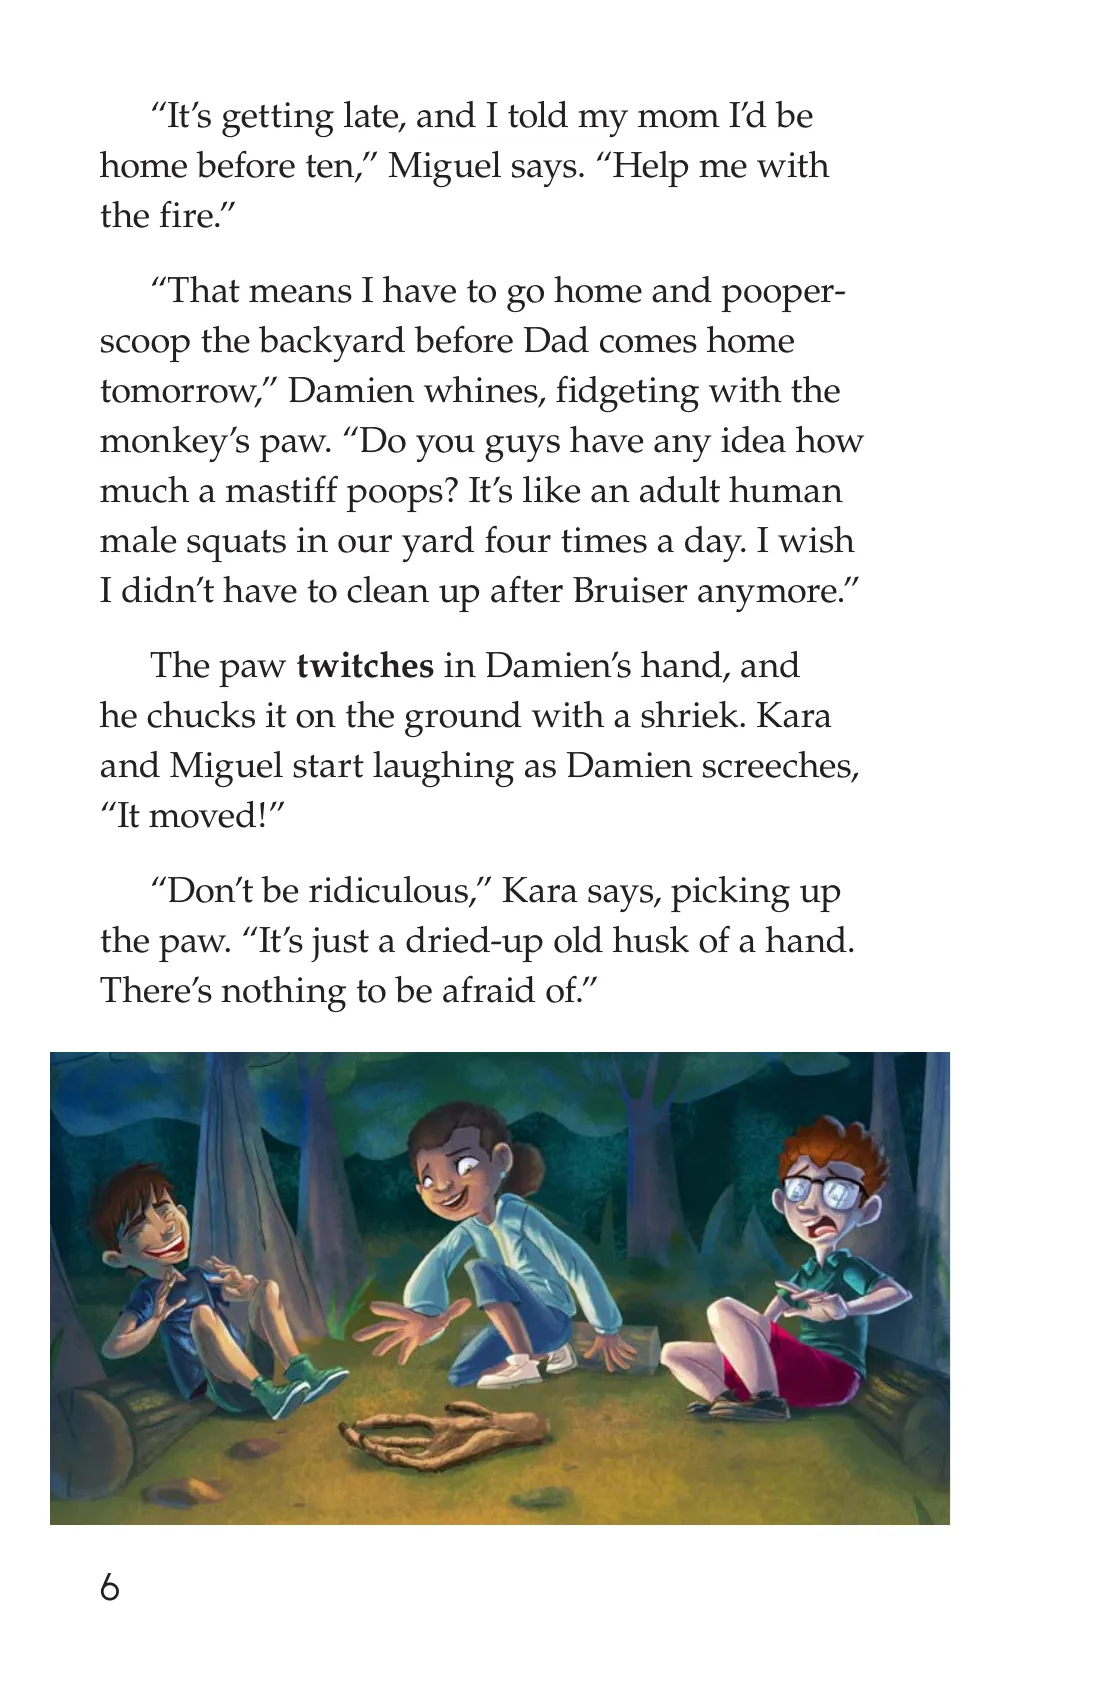 “It’s getting late, and I told my mom I’d be
home before ten,” Miguel says. “Help me with
the fire.”
“That means I have to go home and pooper-
scoop the backyard before Dad comes home
tomorrow,” Damien whines, fidgeting with the
monkey’s paw. “Do you guys have any idea how
much a mastiff poops? It’s like an adult human
male squats in our yard four times a day. I wish
I didn’t have to clean up after Bruiser anymore.”
The paw twitches in Damien’s hand, and
he chucks it on the ground with a shriek. Kara
and Miguel start laughing as Damien screeches,
“It moved!”
“Don’t be ridiculous,” Kara says, picking up
the paw. “It’s just a dried-up old husk of a hand.
There’s nothing to be afraid of.”
6